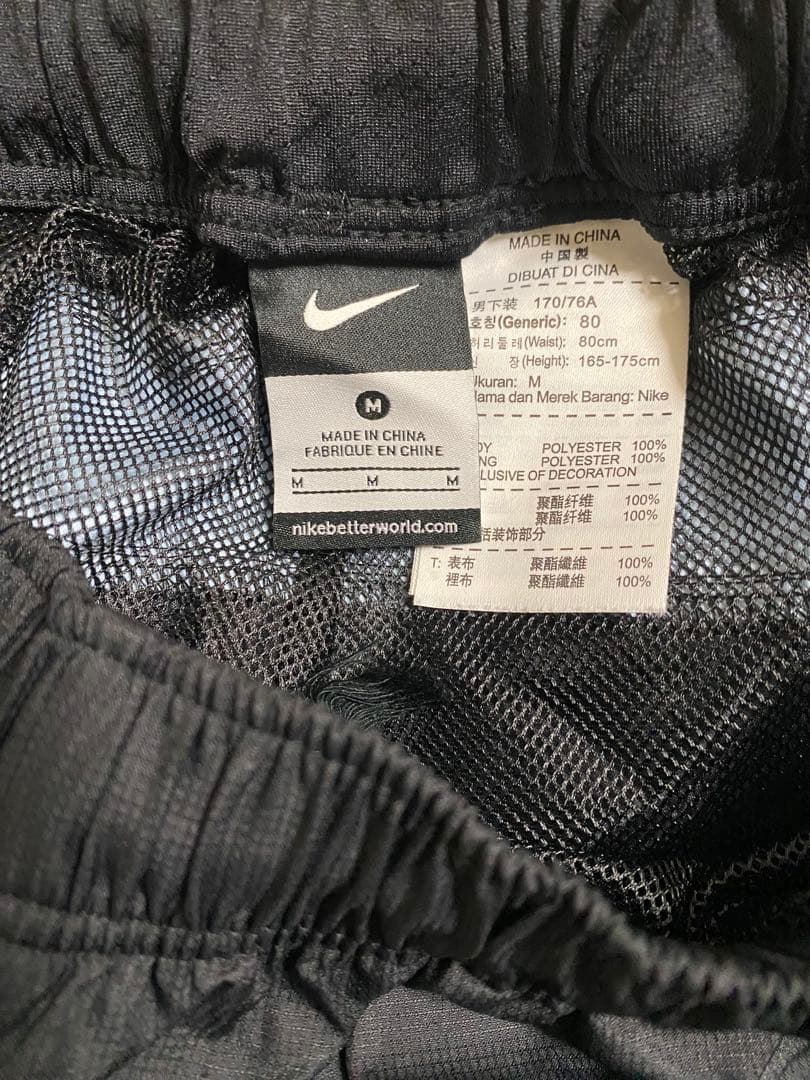 M
MADE IN CHINA
FABRIQUE EN CHINE
M M M
nikebetterworld.com
MADE IN CHINA
中国製
DIBUAT DI CINA
男下装 170/76A
호칭(Generic): 80
허리둘레(Waist): 80cm
장(Height): 165-175cm
Ukuran: M
Nama dan Merek Barang: Nike
POLYESTER 100%
POLYESTER 100%
OF DECORATION
聚酯纤维 100%
聚酯纤维 100%
装饰部分
T: 表布 聚酯纖維 100%
裡布 聚酯纖維 100%